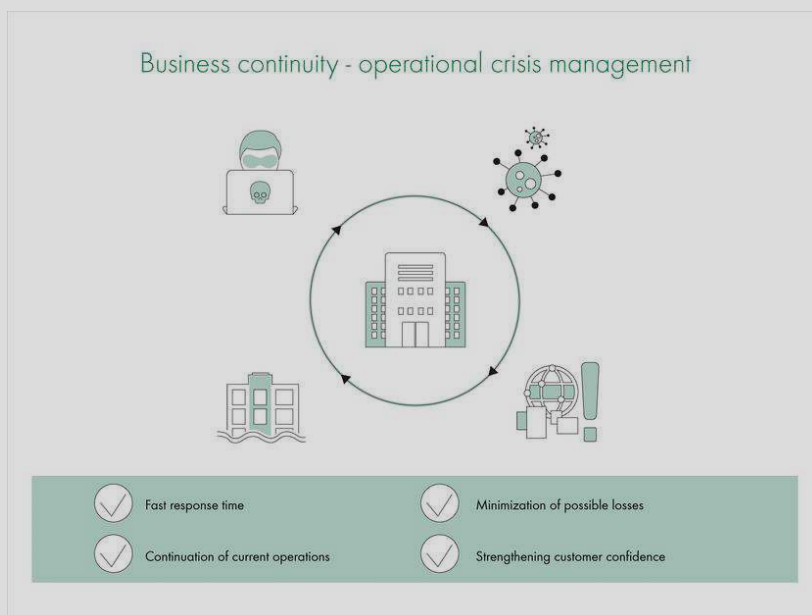 Business continuity - operational crisis management
Fast response time
Minimization of possible losses
Continuation of current operations
Strengthening customer confidence